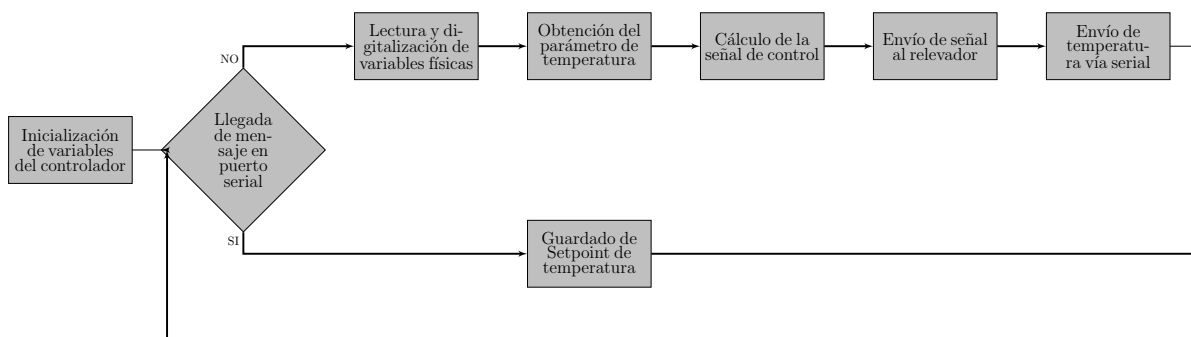 Inicialización
de variables
del controlador
Llegada
de men-
saje en
puerto
serial
NO
Lectura y di-
gitalización de
variables físicas
Obtención del
parámetro de
temperatura
Cálculo de la
señal de control
Envío de señal
al relevador
Envío de
temperatu-
ra vía serial
SI
Guardado de
Setpoint de
temperatura